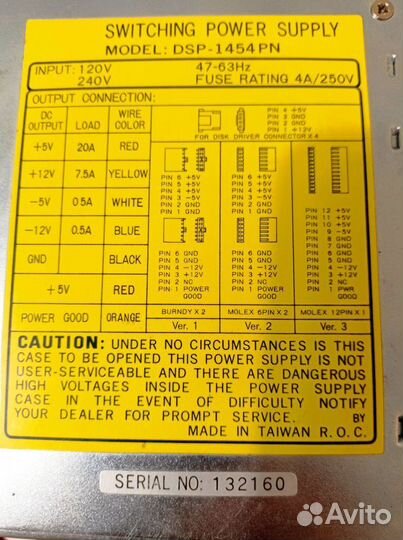 SWITCHING POWER SUPPLY
MODEL: DSP-1454PN
INPUT: 120V 47-63Hz
240V FUSE RATING 4A/250V
OUTPUT CONNECTION:
DC OUTPUT LOAD WIRE COLOR
+5V 20A RED
+12V 7.5A YELLOW
-5V 0.5A WHITE
-12V 0.5A BLUE
GND BLACK
+5V RED
POWER GOOD ORANGE
PIN 4 +5V
PIN 3 GND
PIN 2 GND
PIN 1 +12V
FOR DISK DRIVER CONNECTOR X 4
PIN 6 +5V
PIN 5 +5V
PIN 4 +5V
PIN 3 -5V
PIN 2 GND
PIN 1 GND
PIN 6 GND
PIN 5 GND
PIN 4 -12V
PIN 3 +12V
PIN 2 NC
PIN 1 POWER GOOD
BURNDY X 2
Ver. 1
PIN 6 +5V
PIN 5 +5V
PIN 4 +5V
PIN 3 -5V
PIN 2 GND
PIN 1 GND
PIN 6 GND
PIN 5 GND
PIN 4 -12V
PIN 3 +12V
PIN 2 NC
PIN 1 POWER GOOD
MOLEX 6PIN X 2
Ver. 2
PIN 12 +5V
PIN 11 +5V
PIN 10 +5V
PIN 9 -5V
PIN 8 GND
PIN 7 GND
PIN 6 GND
PIN 5 GND
PIN 4 -12V
PIN 3 +12V
PIN 2 NC
PIN 1 PWR GOOD
MOLEX 12PIN X 1
Ver. 3
CAUTION: UNDER NO CIRCUMSTANCES IS THIS
CASE TO BE OPENED THIS POWER SUPPLY IS NOT
USER-SERVICEABLE AND THERE ARE DANGEROUS
HIGH VOLTAGES INSIDE THE POWER SUPPLY
CASE IN THE EVENT OF DIFFICULTY NOTIFY
YOUR DEALER FOR PROMPT SERVICE. BY
MADE IN TAIWAN R.O.C.
SERIAL NO: 132160
Avito